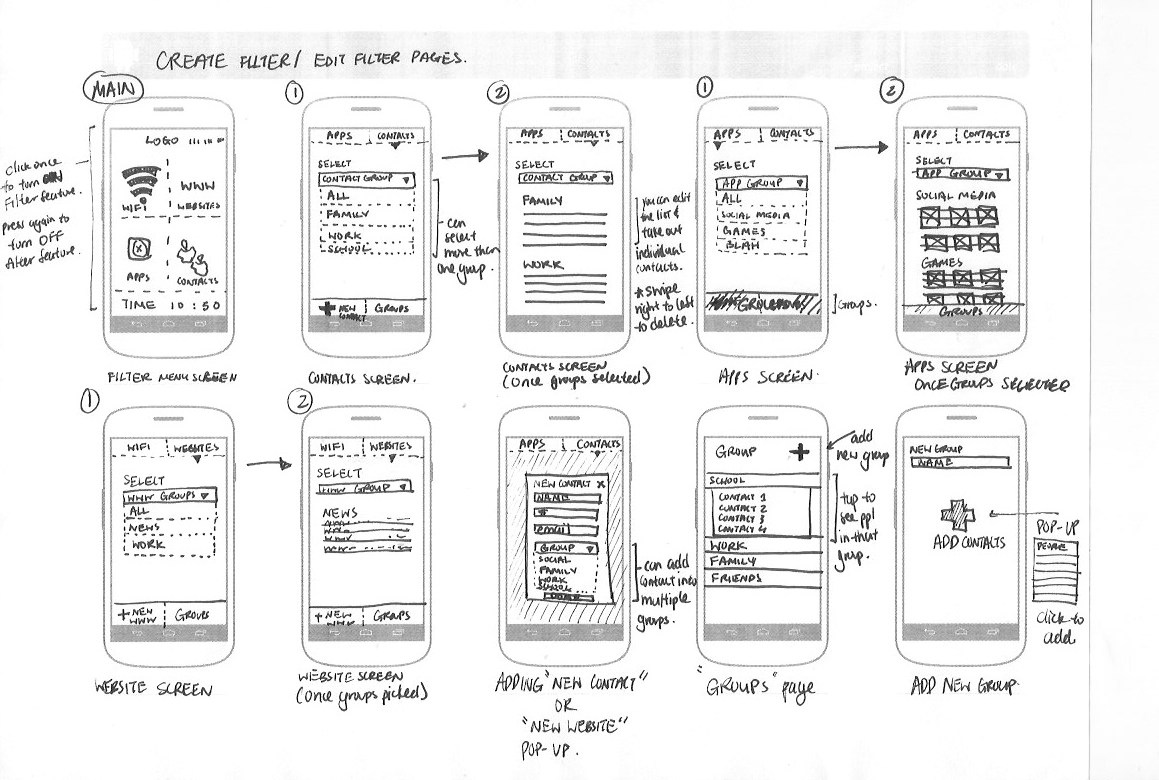 CREATE FILTER / EDIT FILTER PAGES.
MAIN
click once
to turn ON
Filter feature.
press again to
turn OFF
filter feature.
LOGO
WIFI
WWW
WEBSITES
APPS
CONTACTS
TIME 10:50
FILTER MENU SCREEN
1
APPS CONTACTS
SELECT
CONTACT GROUP
ALL
FAMILY
WORK
SCHOOL
+ NEW
CONTACT
GROUPS
can
select
more than
one group.
CONTACTS SCREEN.
2
APPS CONTACTS
SELECT
CONTACT GROUP
FAMILY
WORK
you can edit
the list &
take out
individual
contacts.
* Swipe
right to left
to delete.
CONTACTS SCREEN
(once groups selected)
1
APPS CONTACTS
SELECT
APP GROUP
ALL
SOCIAL MEDIA
GAMES
BLAH
Groups.
APPS SCREEN.
2
APPS CONTACTS
SELECT
APP GROUP
SOCIAL MEDIA
GAMES
GROUPS
APPS SCREEN
ONCE GROUPS SELECTED
1
WIFI WEBSITES
SELECT
WWW GROUPS
ALL
NEWS
WORK
+ NEW
WWW
GROUPS
WEBSITE SCREEN
2
WIFI WEBSITES
SELECT
WWW GROUP
NEWS
+ NEW
WWW
GROUPS
WEBSITE SCREEN
(once groups picked)
APPS CONTACTS
NEW CONTACT X
NAME
#
email
GROUP
SOCIAL
FAMILY
WORK
SCHOOL
can add
contact into
multiple
groups.
ADDING "NEW CONTACT"
OR
"NEW WEBSITE"
POP-UP.
GROUP +
add
new group
SCHOOL
CONTACT 1
CONTACT 2
CONTACT 3
CONTACT 4
WORK
FAMILY
FRIENDS
tap to
see ppl
in that
group.
"GROUPS" page
NEW GROUP
NAME
ADD CONTACTS
POP-UP
PEOPLE
click to
add
ADD NEW GROUP.